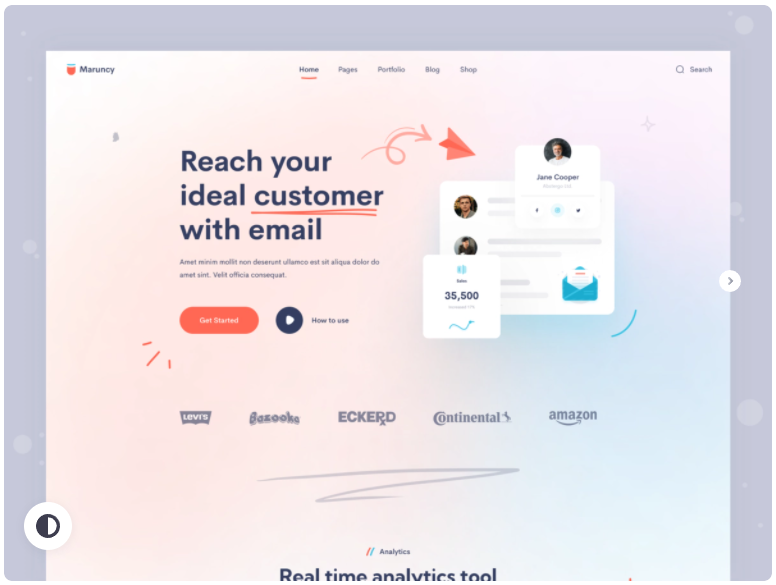 Maruncy
Home Pages Portfolio Blog Shop
Search
Reach your
ideal customer
with email
Amet minim mollit non deserunt ullamco est sit aliqua dolor do
amet sint. Velit officia consequat.
Get Started
How to use
Jane Cooper
Sales
35,500
LEVI'S
Bazooka
ECKERD
Continental
amazon
Analytics
Real time analytics tool